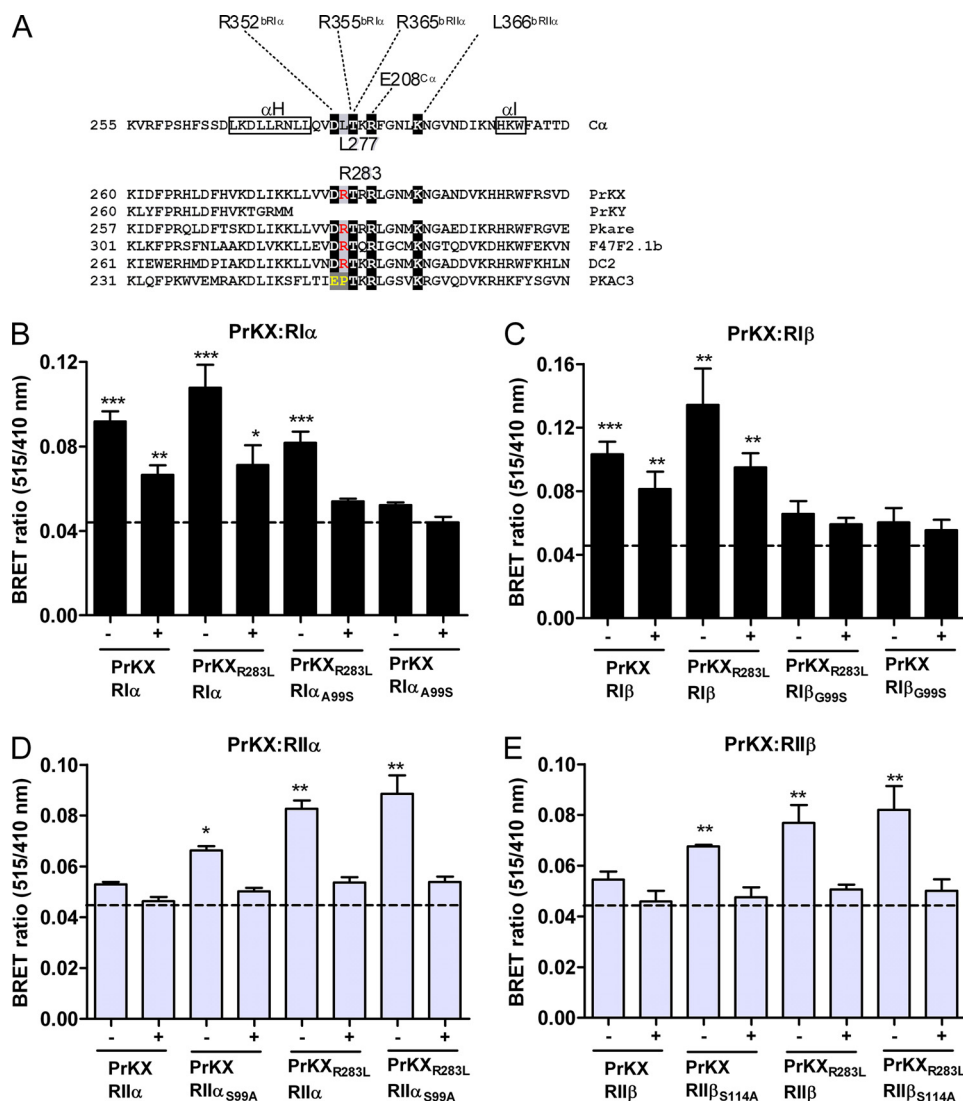 A
R352bRIα R355bRIα R365bRIIα L366bRIIα
E208Cα
αH αI
255 KVRFPSHFSSDLKDLLRNLLQVDLTKRFGNLKNGVNDIKNHKWFATTD Cα
L277
R283
260 KIDFPRHLDFHVKDLIKKLLVVDRTRRLGNMKNGANDVKHHRWFRSVD PrKX
260 KLYFPRHLDFHVKTGRMM PrKY
257 KIDFPRQLDFTSKDLIKKLLVVDRTRRLGNMKNGAEDIKRHRWFRGVE Pkare
301 KLKFPRSFNLAAKDLVKKLLEVDRTQRIGCMKNGTQDVKDHKWFEKVN F47F2.1b
261 KIEWERHMDPIAKDLIKKLLVNDRTKRLGNMKNGADDVKHHRWFKHLN DC2
231 KLQFPKWVEMRAKDLIKSFLTIEPTKRLGSVKRGVQDVKRHKFYSGVN PKAC3
B
PrKX:RIα
BRET ratio (515/410 nm)
0.12
0.08
0.04
0.00
*** ** *** * ***
- + - + - + - +
PrKX PrKXR283L PrKXR283L PrKX
RIα RIα RIαA99S RIαA99S
C
PrKX:RIβ
BRET ratio (515/410 nm)
0.16
0.12
0.08
0.04
0.00
*** ** ** **
- + - + - + - +
PrKX PrKXR283L PrKXR283L PrKX
RIβ RIβ RIβG99S RIβG99S
D
PrKX:RIIα
BRET ratio (515/410 nm)
0.10
0.08
0.06
0.04
0.02
0.00
* ** **
- + - + - + - +
PrKX PrKX PrKXR283L PrKXR283L
RIIα RIIαS99A RIIα RIIαS99A
E
PrKX:RIIβ
BRET ratio (515/410 nm)
0.10
0.08
0.06
0.04
0.02
0.00
** ** **
- + - + - + - +
PrKX PrKX PrKXR283L PrKXR283L
RIIβ RIIβS114A RIIβ RIIβS114A